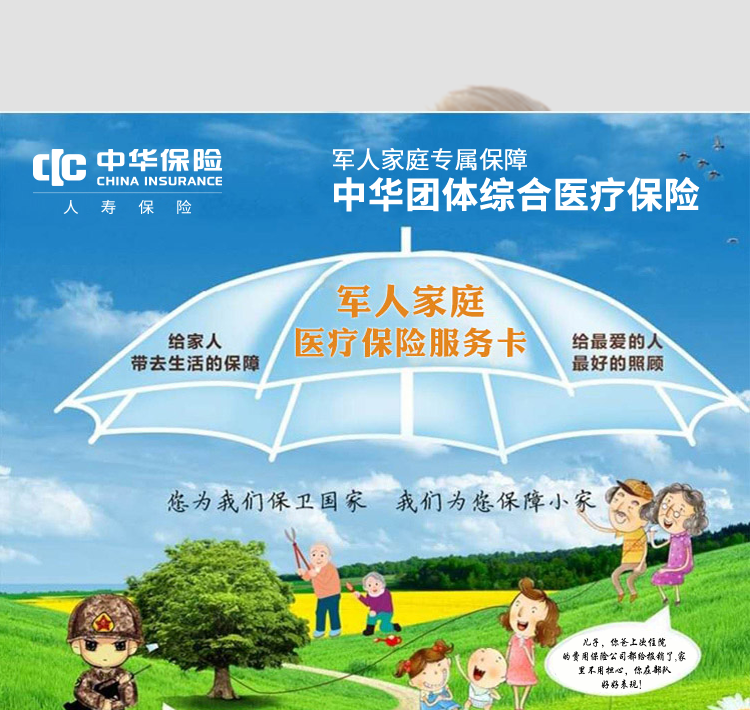 中华保险
CHINA INSURANCE
人寿保险
军人家庭专属保障
中华团体综合医疗保险
军人家庭
医疗保险服务卡
给家人
带去生活的保障
给最爱的人
最好的照顾
您为我们保卫国家 我们为您保障小家
儿子，你爸上次住院
的费用保险公司都给报销了，家
里不用担心，你在部队
好好表现！